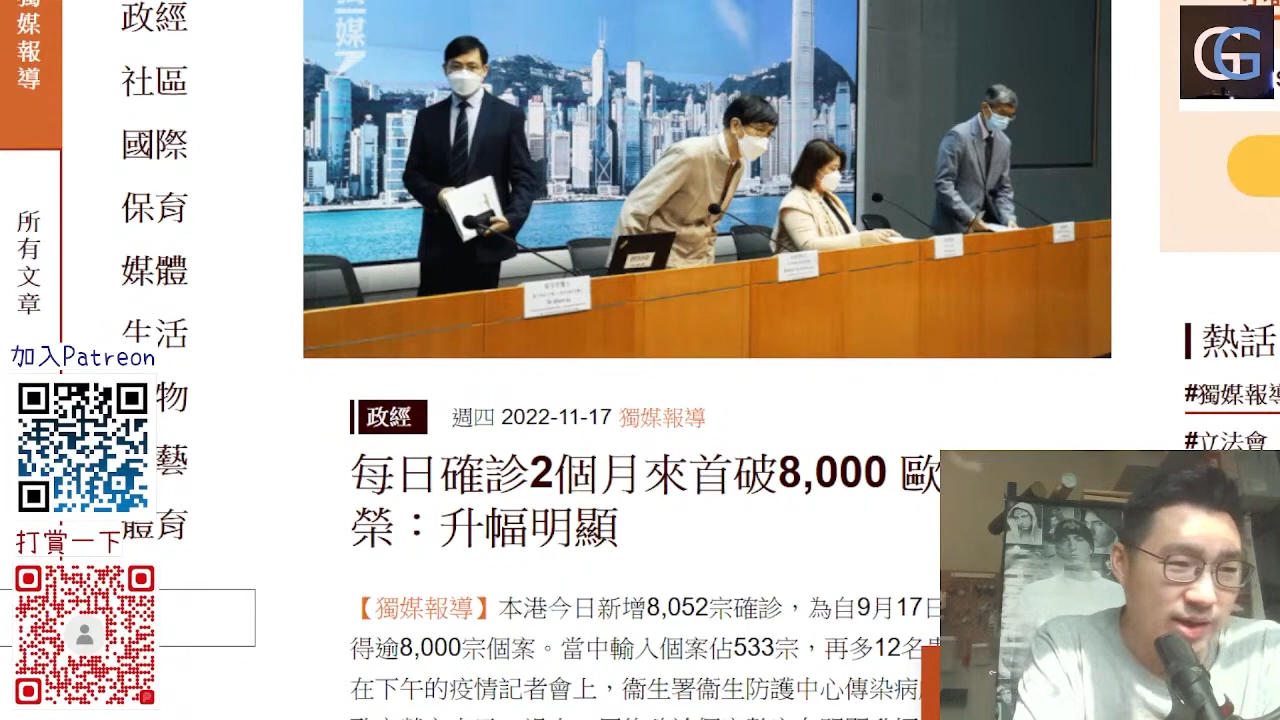 獨媒報導
所有文章
政經
社區
國際
保育
媒體
生活
物
藝
體育
加入Patreon
打賞一下
獨媒
政經 週四 2022-11-17 獨媒報導
每日確診2個月來首破8,000 歐
榮：升幅明顯
【獨媒報導】本港今日新增8,052宗確診，為自9月17日
得逾8,000宗個案。當中輸入個案佔533宗，再多12名
在下午的疫情記者會上，衞生署衞生防護中心傳染病
GG
熱話
#獨媒報導
#立法會